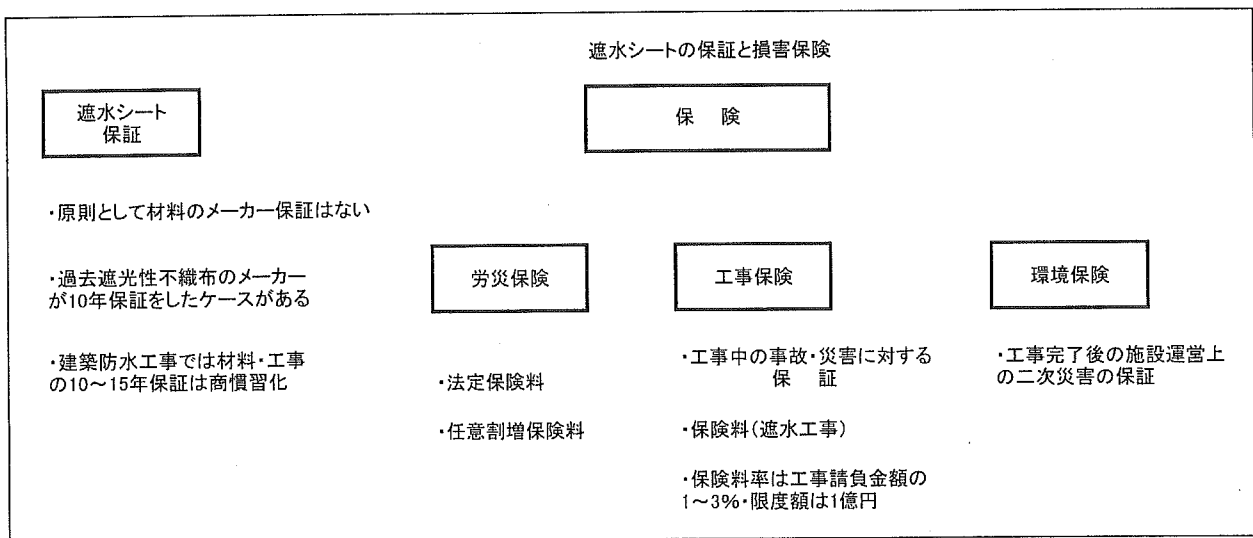 遮水シートの保証と損害保険
遮水シート
保証
保　険
・原則として材料のメーカー保証はない
・過去遮光性不織布のメーカー
が10年保証をしたケースがある
・建築防水工事では材料・工事
の10～15年保証は商慣習化
労災保険
・法定保険料
・任意割増保険料
工事保険
・工事中の事故・災害に対する
保　証
・保険料(遮水工事)
・保険料率は工事請負金額の
1～3%・限度額は1億円
環境保険
・工事完了後の施設運営上
の二次災害の保証